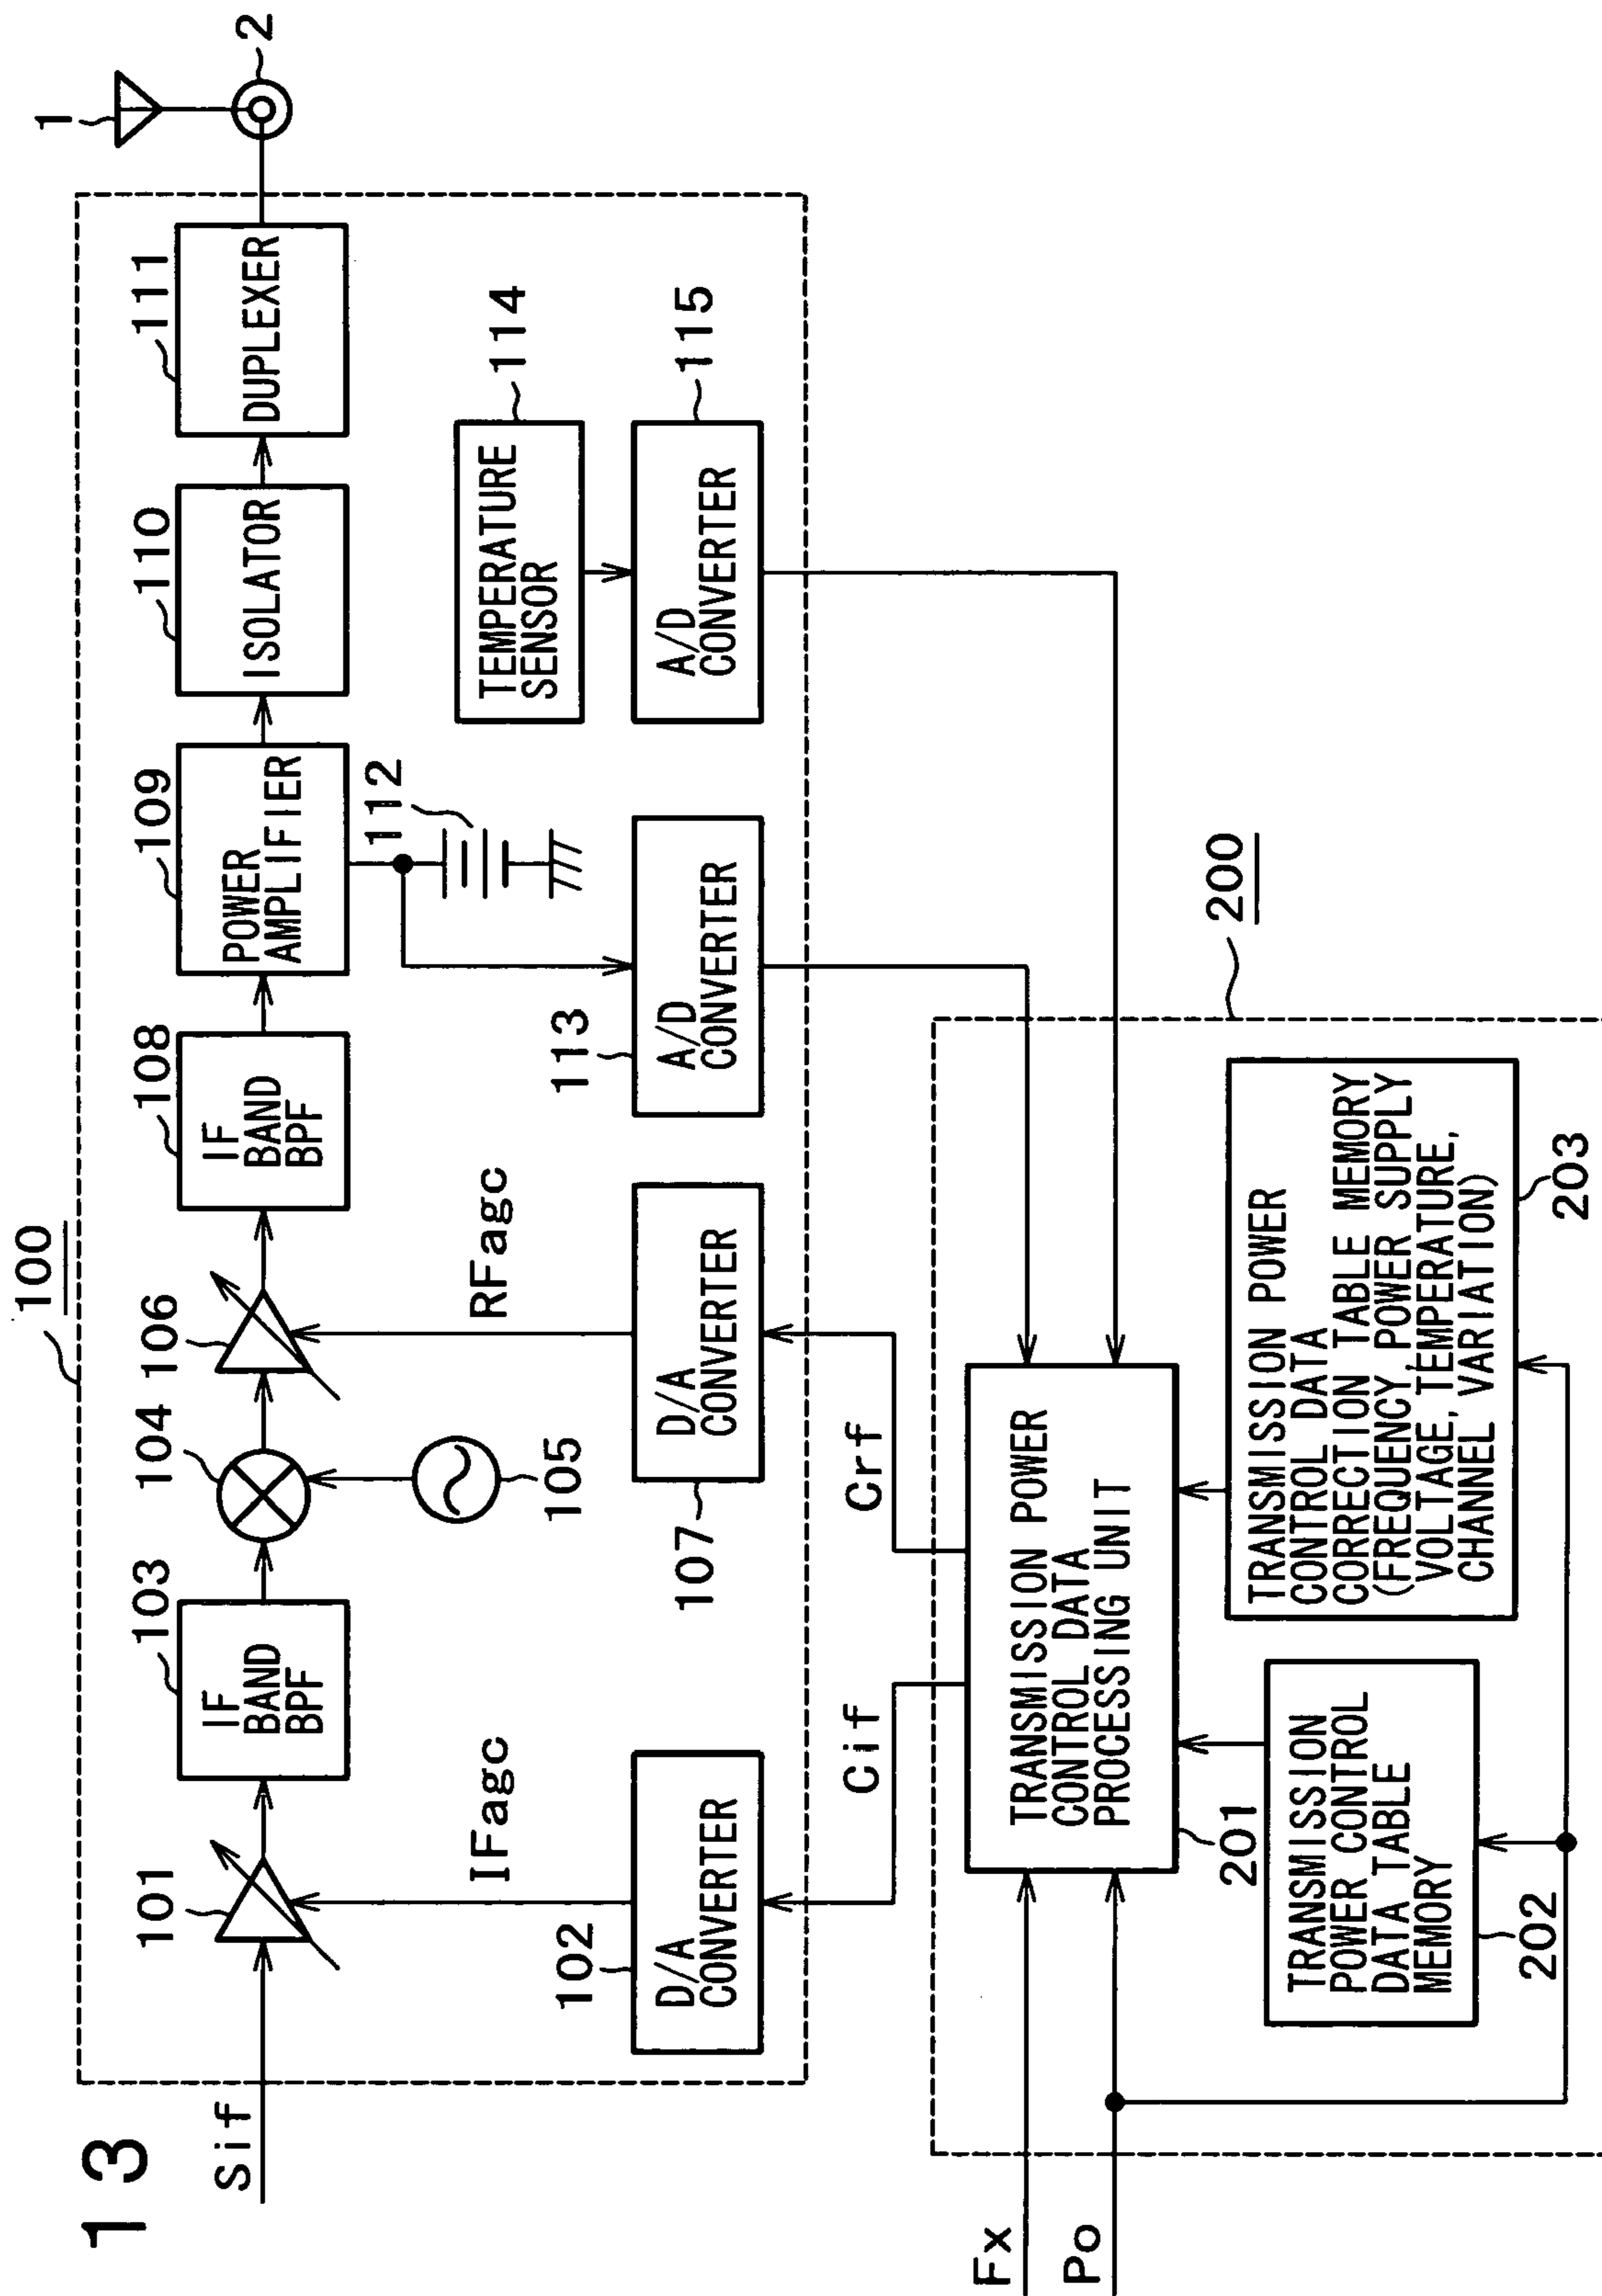 13
100
Sif
101
IF
BAND
BPF
103
104
105
106
IF
BAND
BPF
108
POWER
AMPLIFIER
109
ISOLATOR
110
DUPLEXER
111
1
2
IFagc
RFagc
112
TEMPERATURE
SENSOR
114
D/A
CONVERTER
102
D/A
CONVERTER
107
A/D
CONVERTER
113
A/D
CONVERTER
115
Cif
Crf
200
Fx
Po
TRANSMISSION POWER
CONTROL DATA
PROCESSING UNIT
201
TRANSMISSION
POWER CONTROL
DATA TABLE
MEMORY
202
TRANSMISSION POWER
CONTROL DATA
CORRECTION TABLE MEMORY
(FREQUENCY, POWER SUPPLY
VOLTAGE, TEMPERATURE,
CHANNEL VARIATION)
203